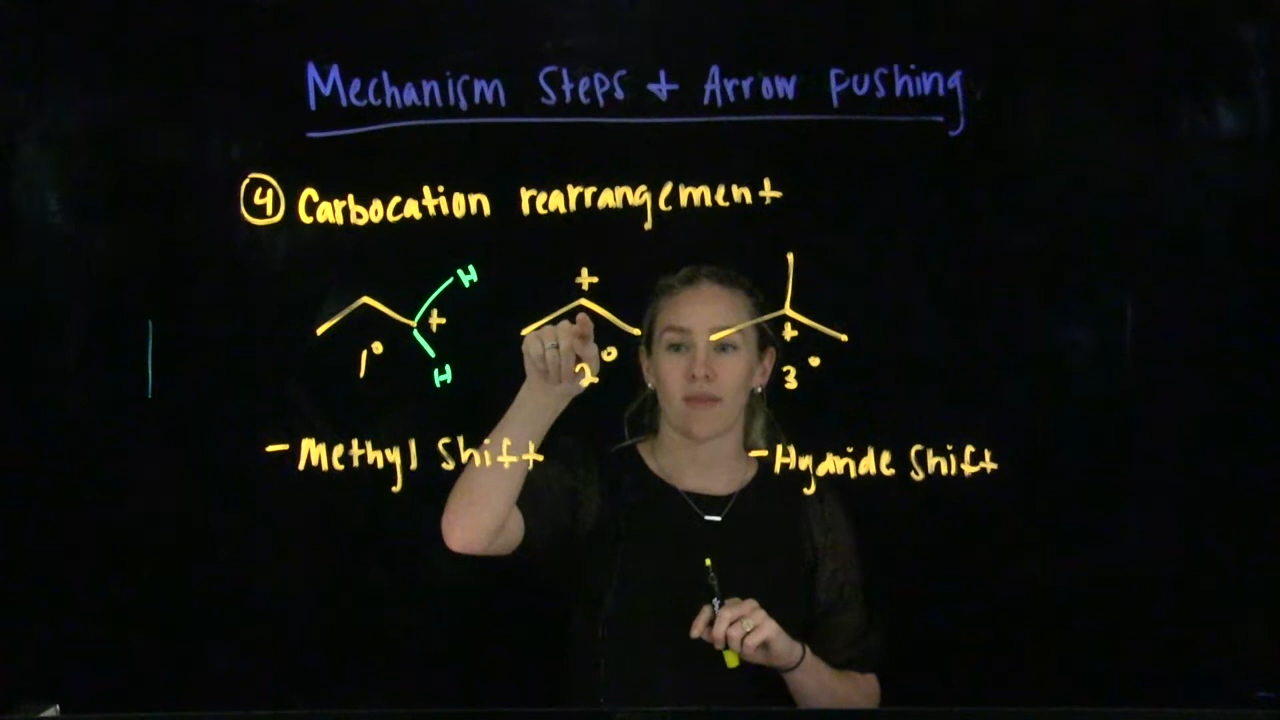 Mechanism Steps + Arrow Pushing
④ Carbocation rearrangement
H + H 1°
+ 2°
+ 3°
- Methyl Shift
- Hydride Shift